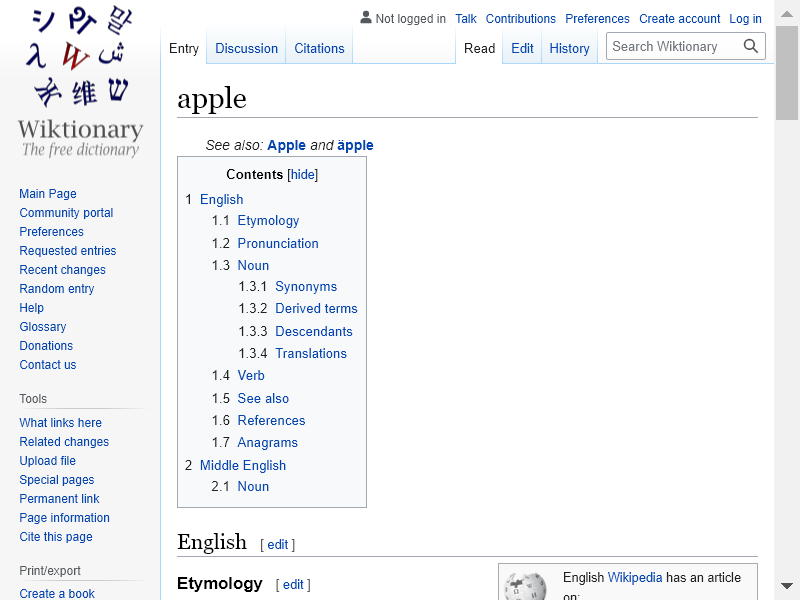 Not logged in Talk Contributions Preferences Create account Log in
Entry Discussion Citations Read Edit History Search Wiktionary
シ 말
ش
W
维 ש
Wiktionary
The free dictionary
Main Page
Community portal
Preferences
Requested entries
Recent changes
Random entry
Help
Glossary
Donations
Contact us
Tools
What links here
Related changes
Upload file
Special pages
Permanent link
Page information
Cite this page
Print/export
Create a book
apple
See also: Apple and äpple
Contents [hide]
1 English
1.1 Etymology
1.2 Pronunciation
1.3 Noun
1.3.1 Synonyms
1.3.2 Derived terms
1.3.3 Descendants
1.3.4 Translations
1.4 Verb
1.5 See also
1.6 References
1.7 Anagrams
2 Middle English
2.1 Noun
English [ edit ]
Etymology [ edit ]
English Wikipedia has an article
on: